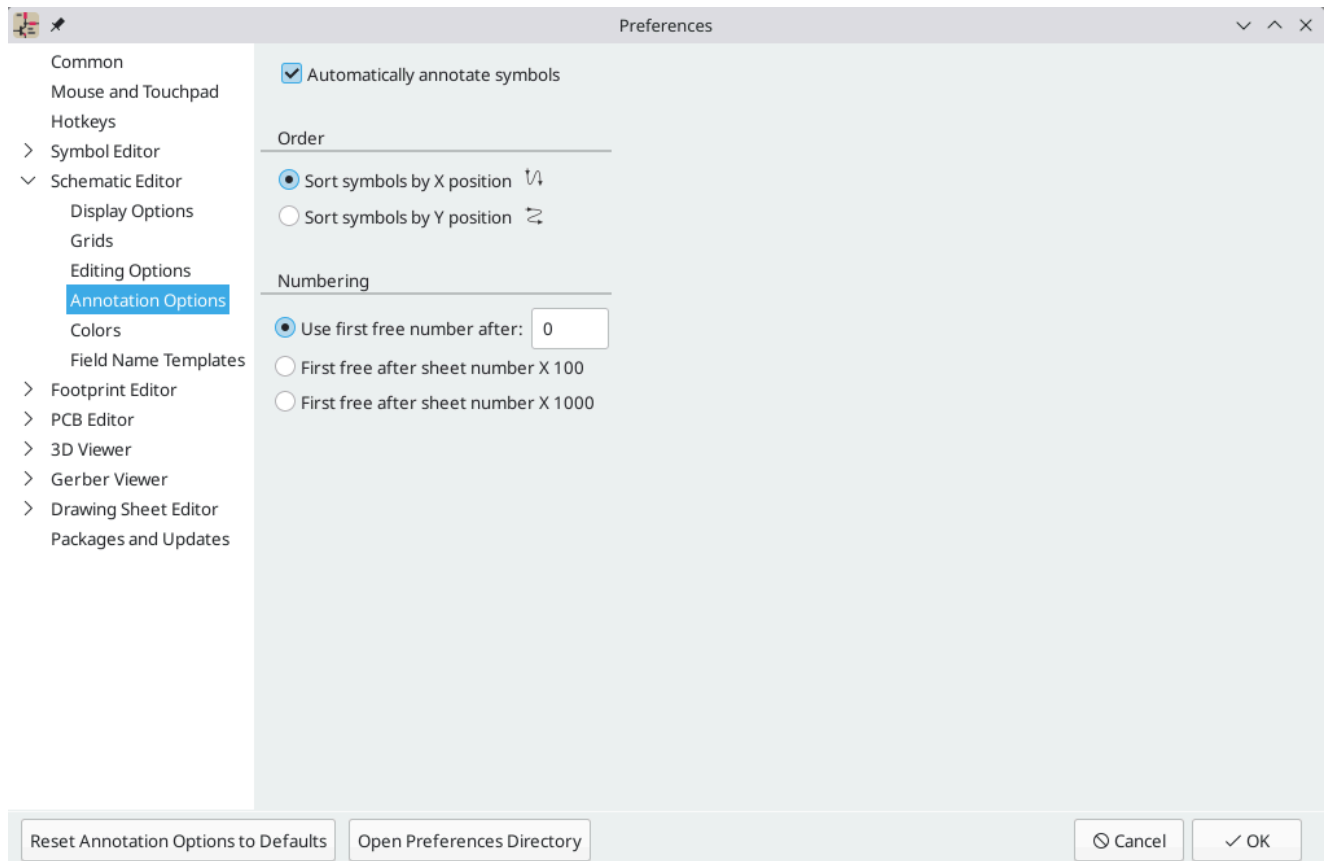 Preferences
Common
Mouse and Touchpad
Hotkeys
Symbol Editor
Schematic Editor
Display Options
Grids
Editing Options
Annotation Options
Colors
Field Name Templates
Footprint Editor
PCB Editor
3D Viewer
Gerber Viewer
Drawing Sheet Editor
Packages and Updates
Automatically annotate symbols
Order
Sort symbols by X position
Sort symbols by Y position
Numbering
Use first free number after: 0
First free after sheet number X 100
First free after sheet number X 1000
Reset Annotation Options to Defaults
Open Preferences Directory
Cancel
OK